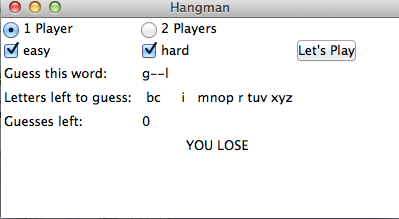 Hangman
1 Player 2 Players
easy hard Let's Play
Guess this word: g--l
Letters left to guess: bc i mnop r tuv xyz
Guesses left: 0
YOU LOSE